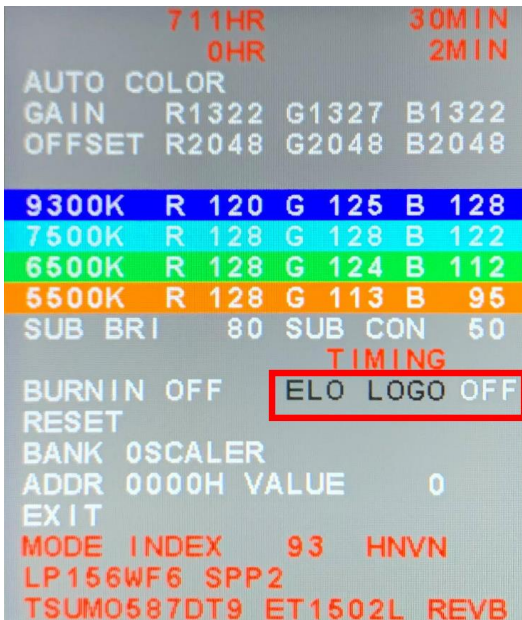 711HR 30MIN
0HR 2MIN
AUTO COLOR
GAIN R1322 G1327 B1322
OFFSET R2048 G2048 B2048
9300K R 120 G 125 B 128
7500K R 128 G 128 B 122
6500K R 128 G 124 B 112
5500K R 128 G 113 B 95
SUB BRI 80 SUB CON 50
TIMING
BURNIN OFF ELO LOGO OFF
RESET
BANK 0SCALER
ADDR 0000H VALUE 0
EXIT
MODE INDEX 93 HNVN
LP156WF6 SPP2
TSUMO587DT9 ET1502L REVB